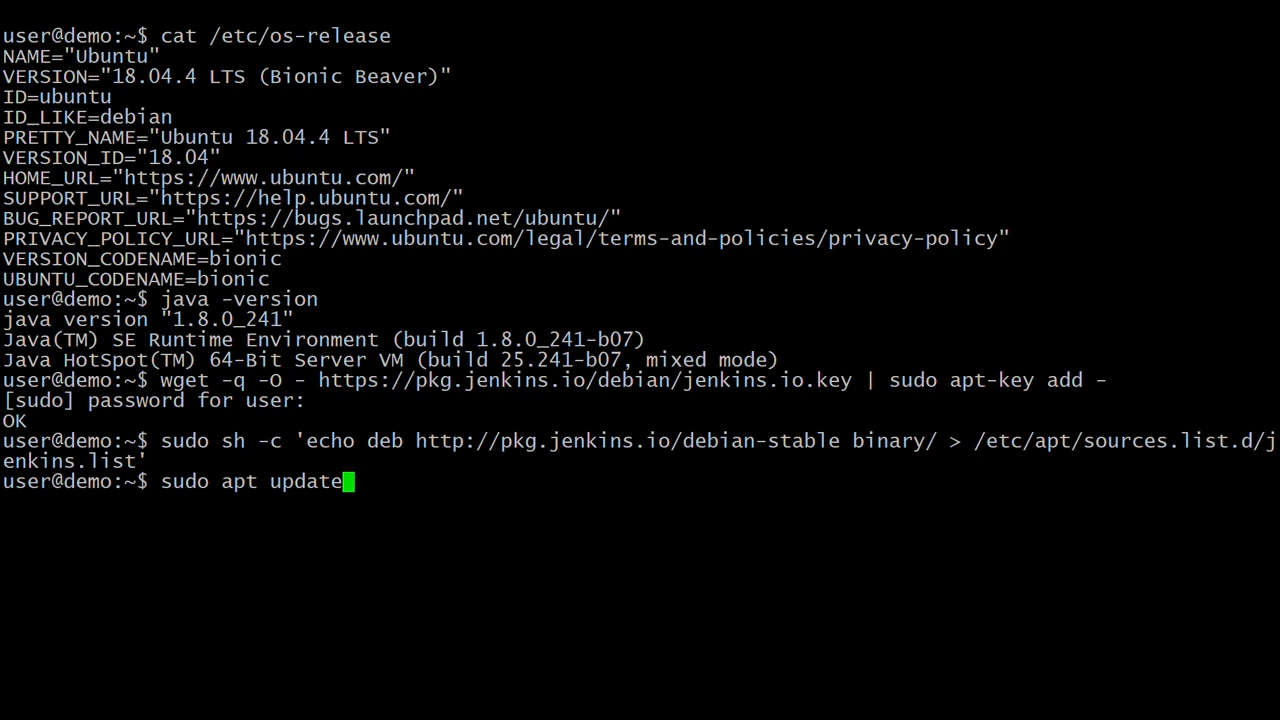 user@demo:~$ cat /etc/os-release
NAME="Ubuntu"
VERSION="18.04.4 LTS (Bionic Beaver)"
ID=ubuntu
ID_LIKE=debian
PRETTY_NAME="Ubuntu 18.04.4 LTS"
VERSION_ID="18.04"
HOME_URL="https://www.ubuntu.com/"
SUPPORT_URL="https://help.ubuntu.com/"
BUG_REPORT_URL="https://bugs.launchpad.net/ubuntu/"
PRIVACY_POLICY_URL="https://www.ubuntu.com/legal/terms-and-policies/privacy-policy"
VERSION_CODENAME=bionic
UBUNTU_CODENAME=bionic
user@demo:~$ java -version
java version "1.8.0_241"
Java(TM) SE Runtime Environment (build 1.8.0_241-b07)
Java HotSpot(TM) 64-Bit Server VM (build 25.241-b07, mixed mode)
user@demo:~$ wget -q -O - https://pkg.jenkins.io/debian/jenkins.io.key | sudo apt-key add -
[sudo] password for user:
OK
user@demo:~$ sudo sh -c 'echo deb http://pkg.jenkins.io/debian-stable binary/ > /etc/apt/sources.list.d/j
enkins.list'
user@demo:~$ sudo apt update